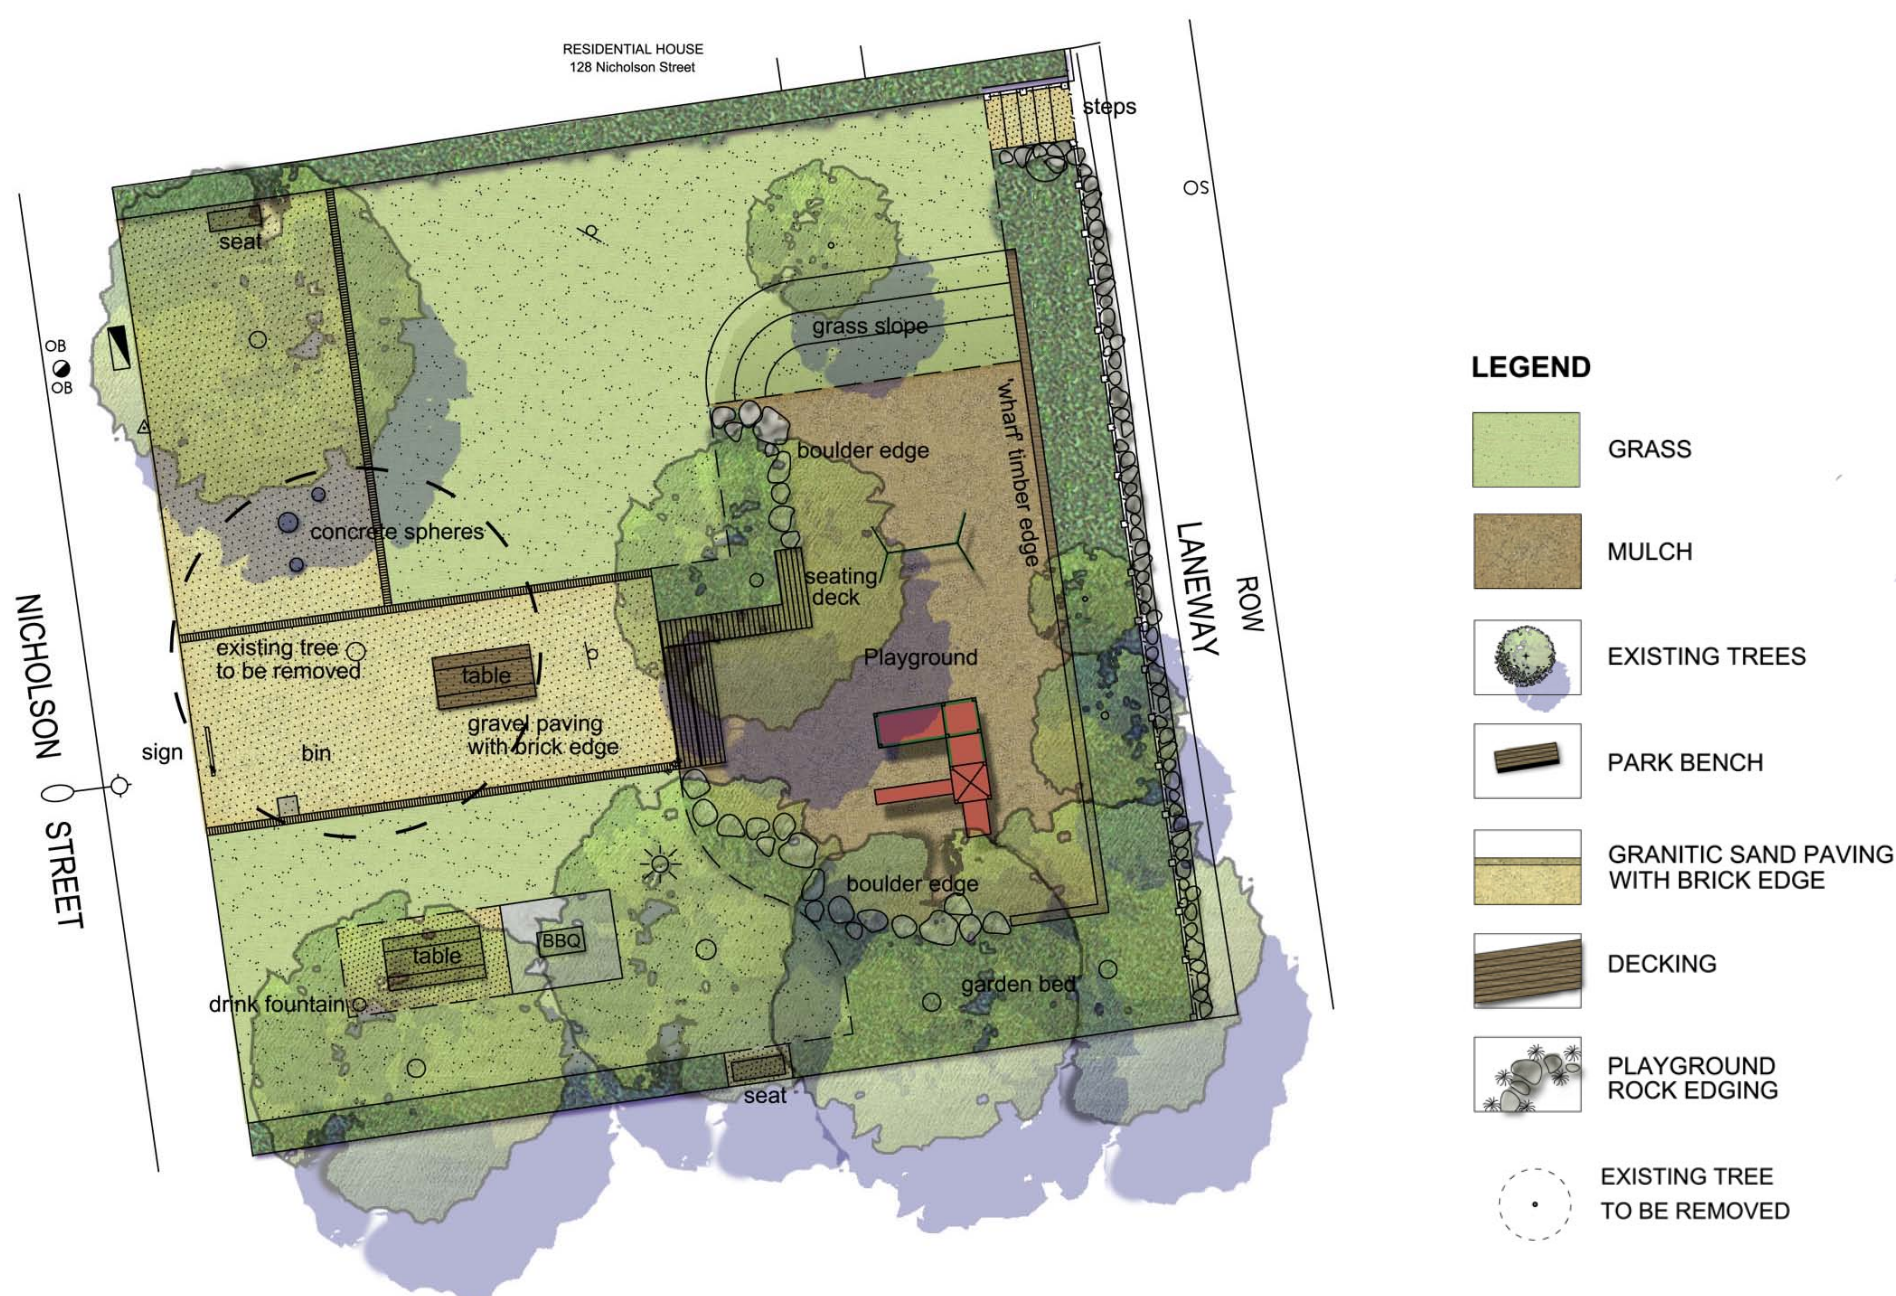 RESIDENTIAL HOUSE
128 Nicholson Street
steps
OS
seat
grass slope
OB
OB
'wharf' timber edge
boulder edge
concrete spheres
seating
deck
LANEWAY
ROW
NICHOLSON STREET
existing tree
to be removed
table
Playground
gravel paving
with brick edge
sign
bin
boulder edge
BBQ
table
garden bed
drink fountain
seat
LEGEND
GRASS
MULCH
EXISTING TREES
PARK BENCH
GRANITIC SAND PAVING
WITH BRICK EDGE
DECKING
PLAYGROUND
ROCK EDGING
EXISTING TREE
TO BE REMOVED